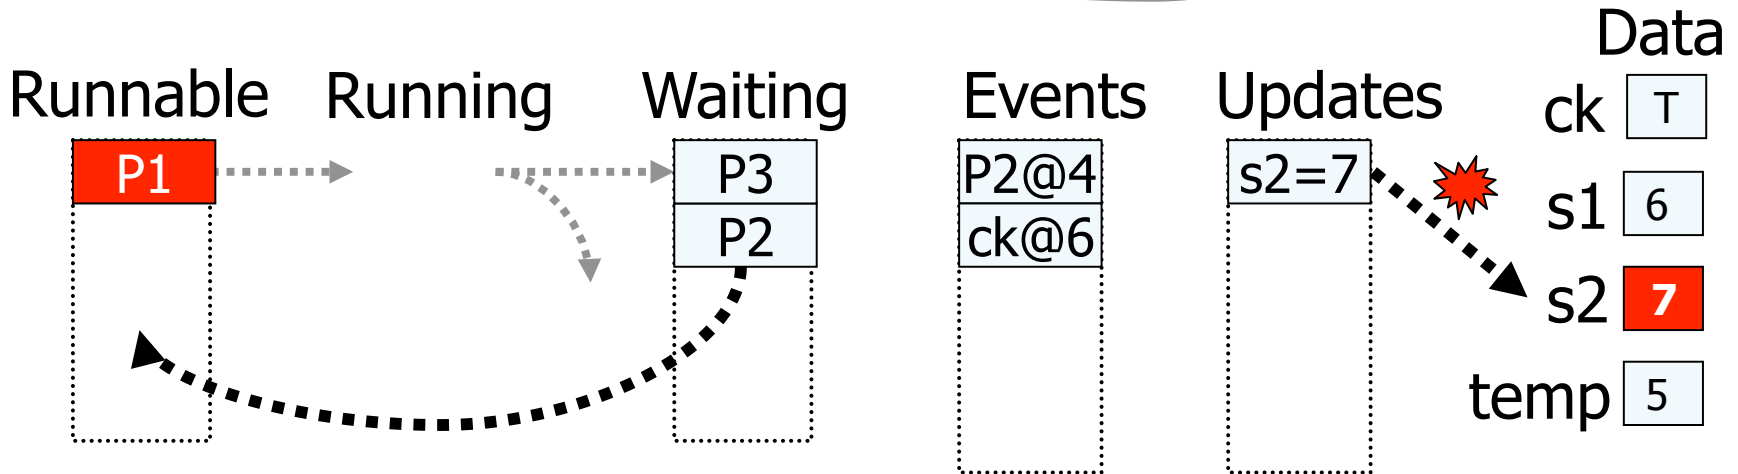 Data
Runnable Running Waiting Events Updates
ck T
P1 P3 P2@4 s2=7
s1 6
P2 ck@6
s2 7
temp 5